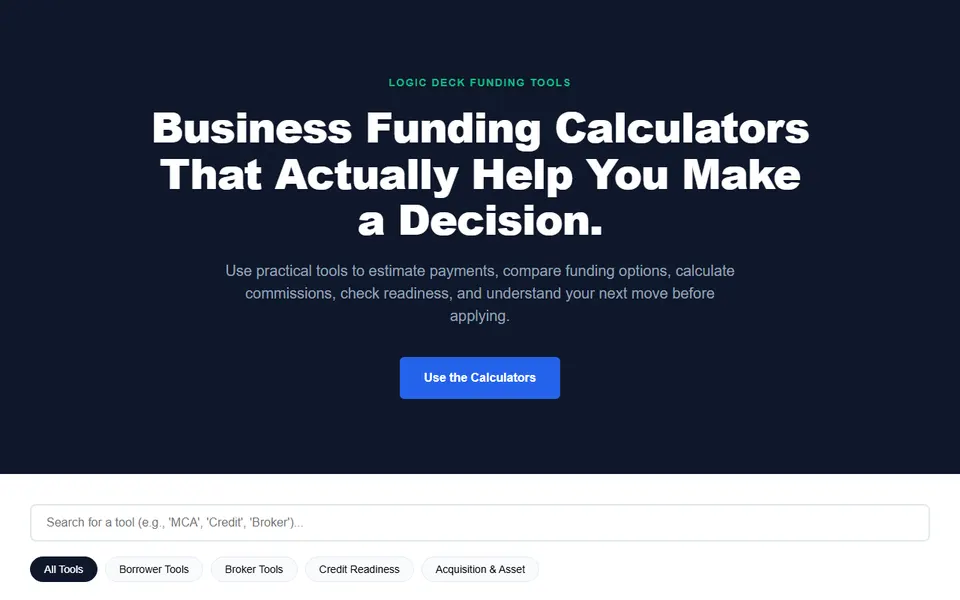 LOGIC DECK FUNDING TOOLS
Business Funding Calculators
That Actually Help You Make
a Decision.
Use practical tools to estimate payments, compare funding options, calculate
commissions, check readiness, and understand your next move before
applying.
Use the Calculators
Search for a tool (e.g., 'MCA', 'Credit', 'Broker')...
All Tools
Borrower Tools
Broker Tools
Credit Readiness
Acquisition & Asset